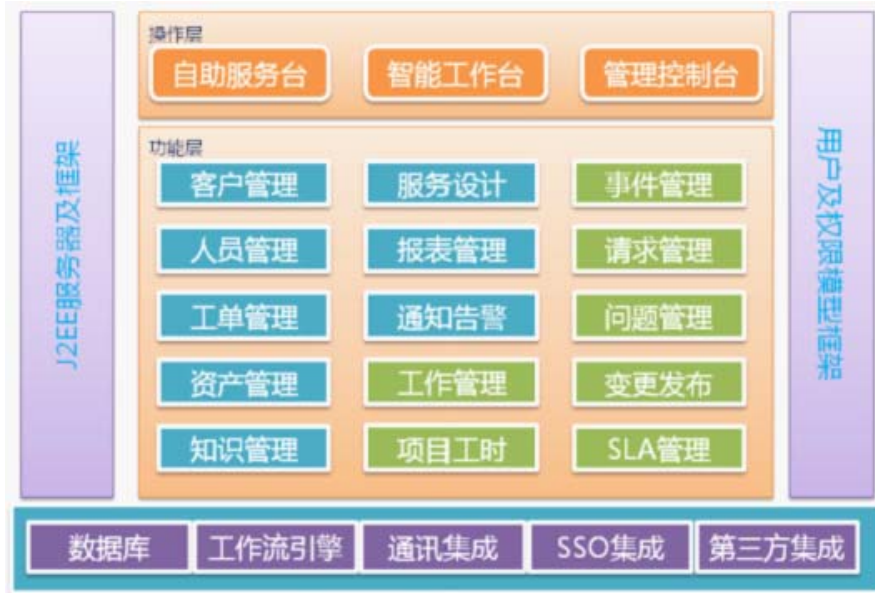 J2EE服务器及框架
操作层
自助服务台 智能工作台 管理控制台
功能层
客户管理 服务设计 事件管理
人员管理 报表管理 请求管理
工单管理 通知告警 问题管理
资产管理 工作管理 变更发布
知识管理 项目工时 SLA管理
用户及权限模型框架
数据库 工作流引擎 通讯集成 SSO集成 第三方集成